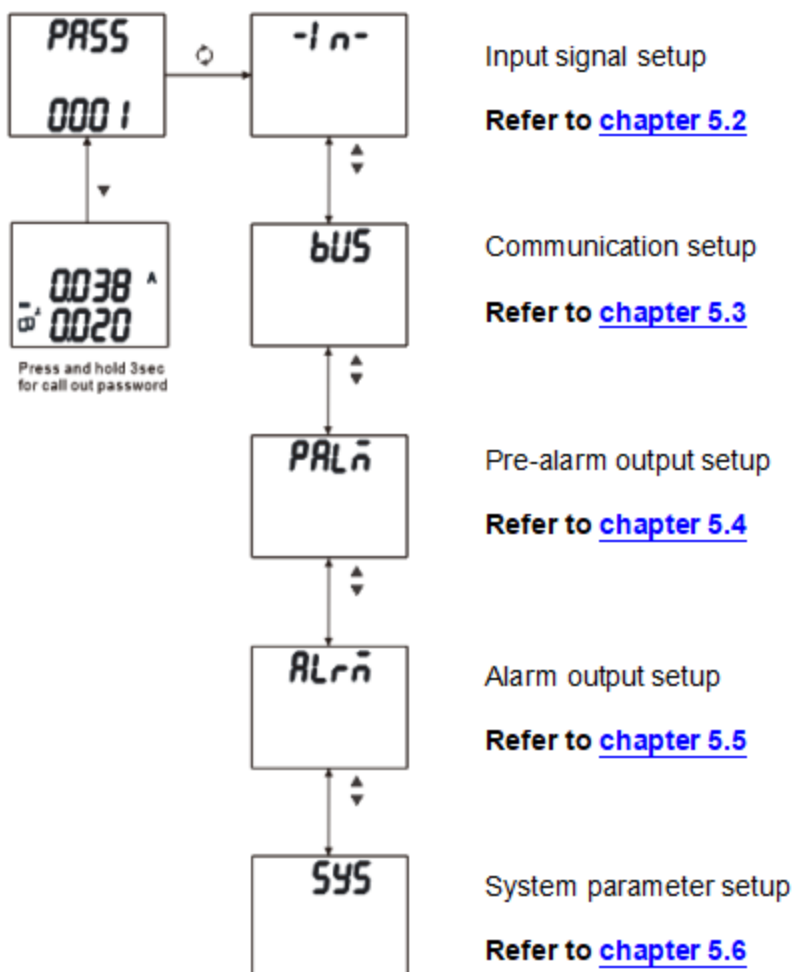 PASS
0001
0.038 A
0.020
Press and hold 3sec
for call out password
-In-
Input signal setup
Refer to chapter 5.2
bUS
Communication setup
Refer to chapter 5.3
PALm
Pre-alarm output setup
Refer to chapter 5.4
ALrm
Alarm output setup
Refer to chapter 5.5
SYS
System parameter setup
Refer to chapter 5.6